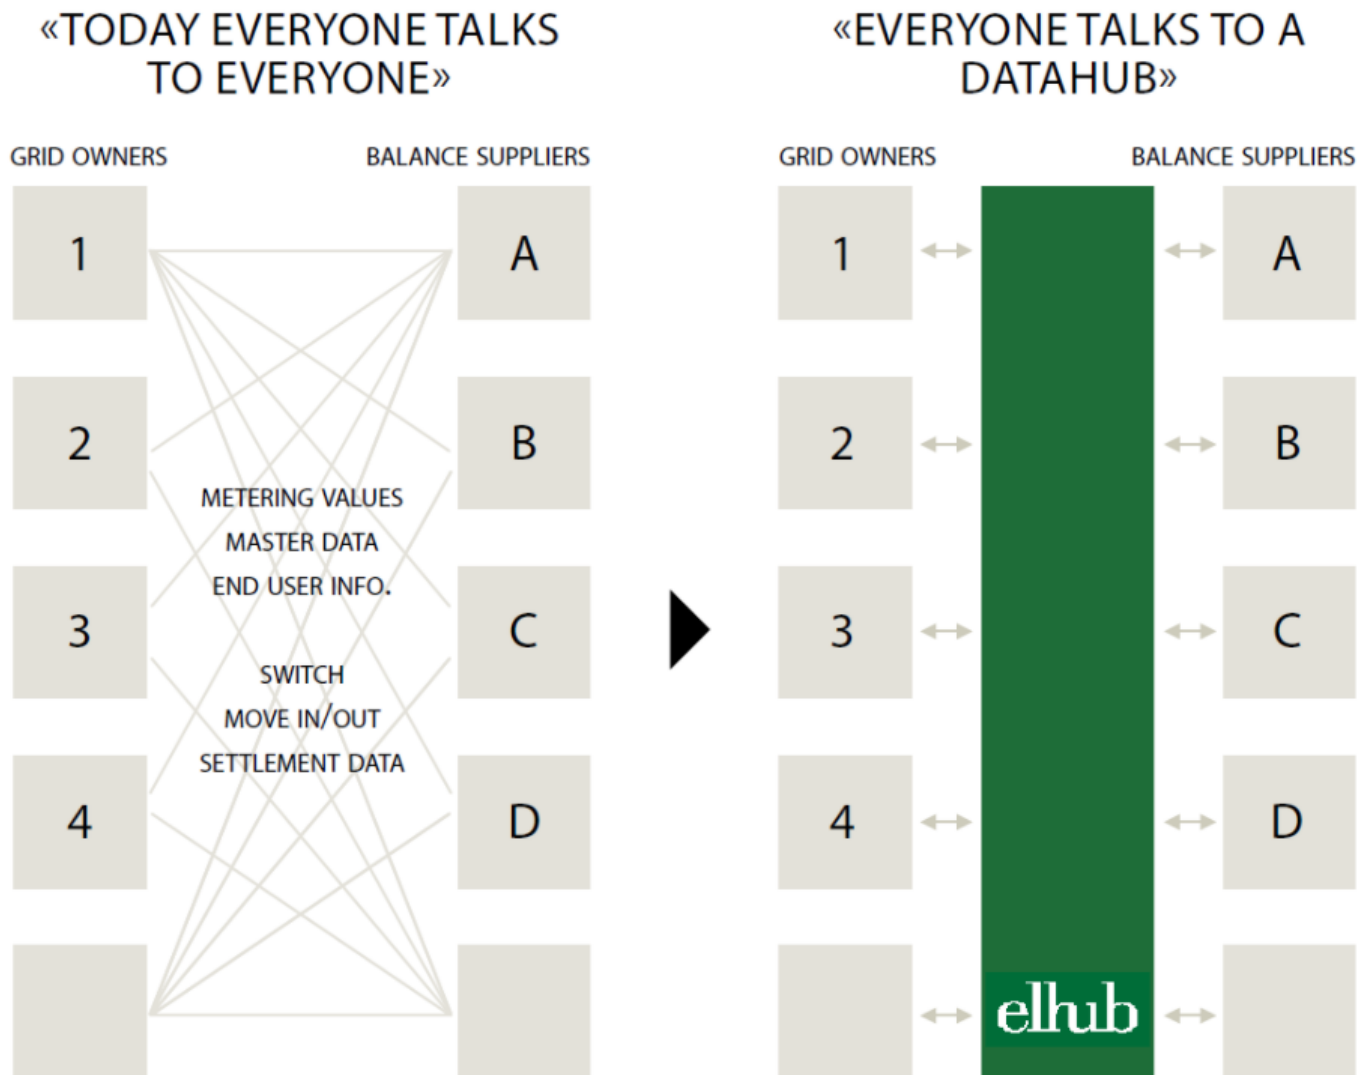 «TODAY EVERYONE TALKS
TO EVERYONE»
GRID OWNERS
BALANCE SUPPLIERS
1
A
2
B
METERING VALUES
MASTER DATA
END USER INFO.
3
C
SWITCH
MOVE IN/OUT
SETTLEMENT DATA
4
D
«EVERYONE TALKS TO A
DATAHUB»
GRID OWNERS
BALANCE SUPPLIERS
1
A
2
B
3
C
4
D
elhub